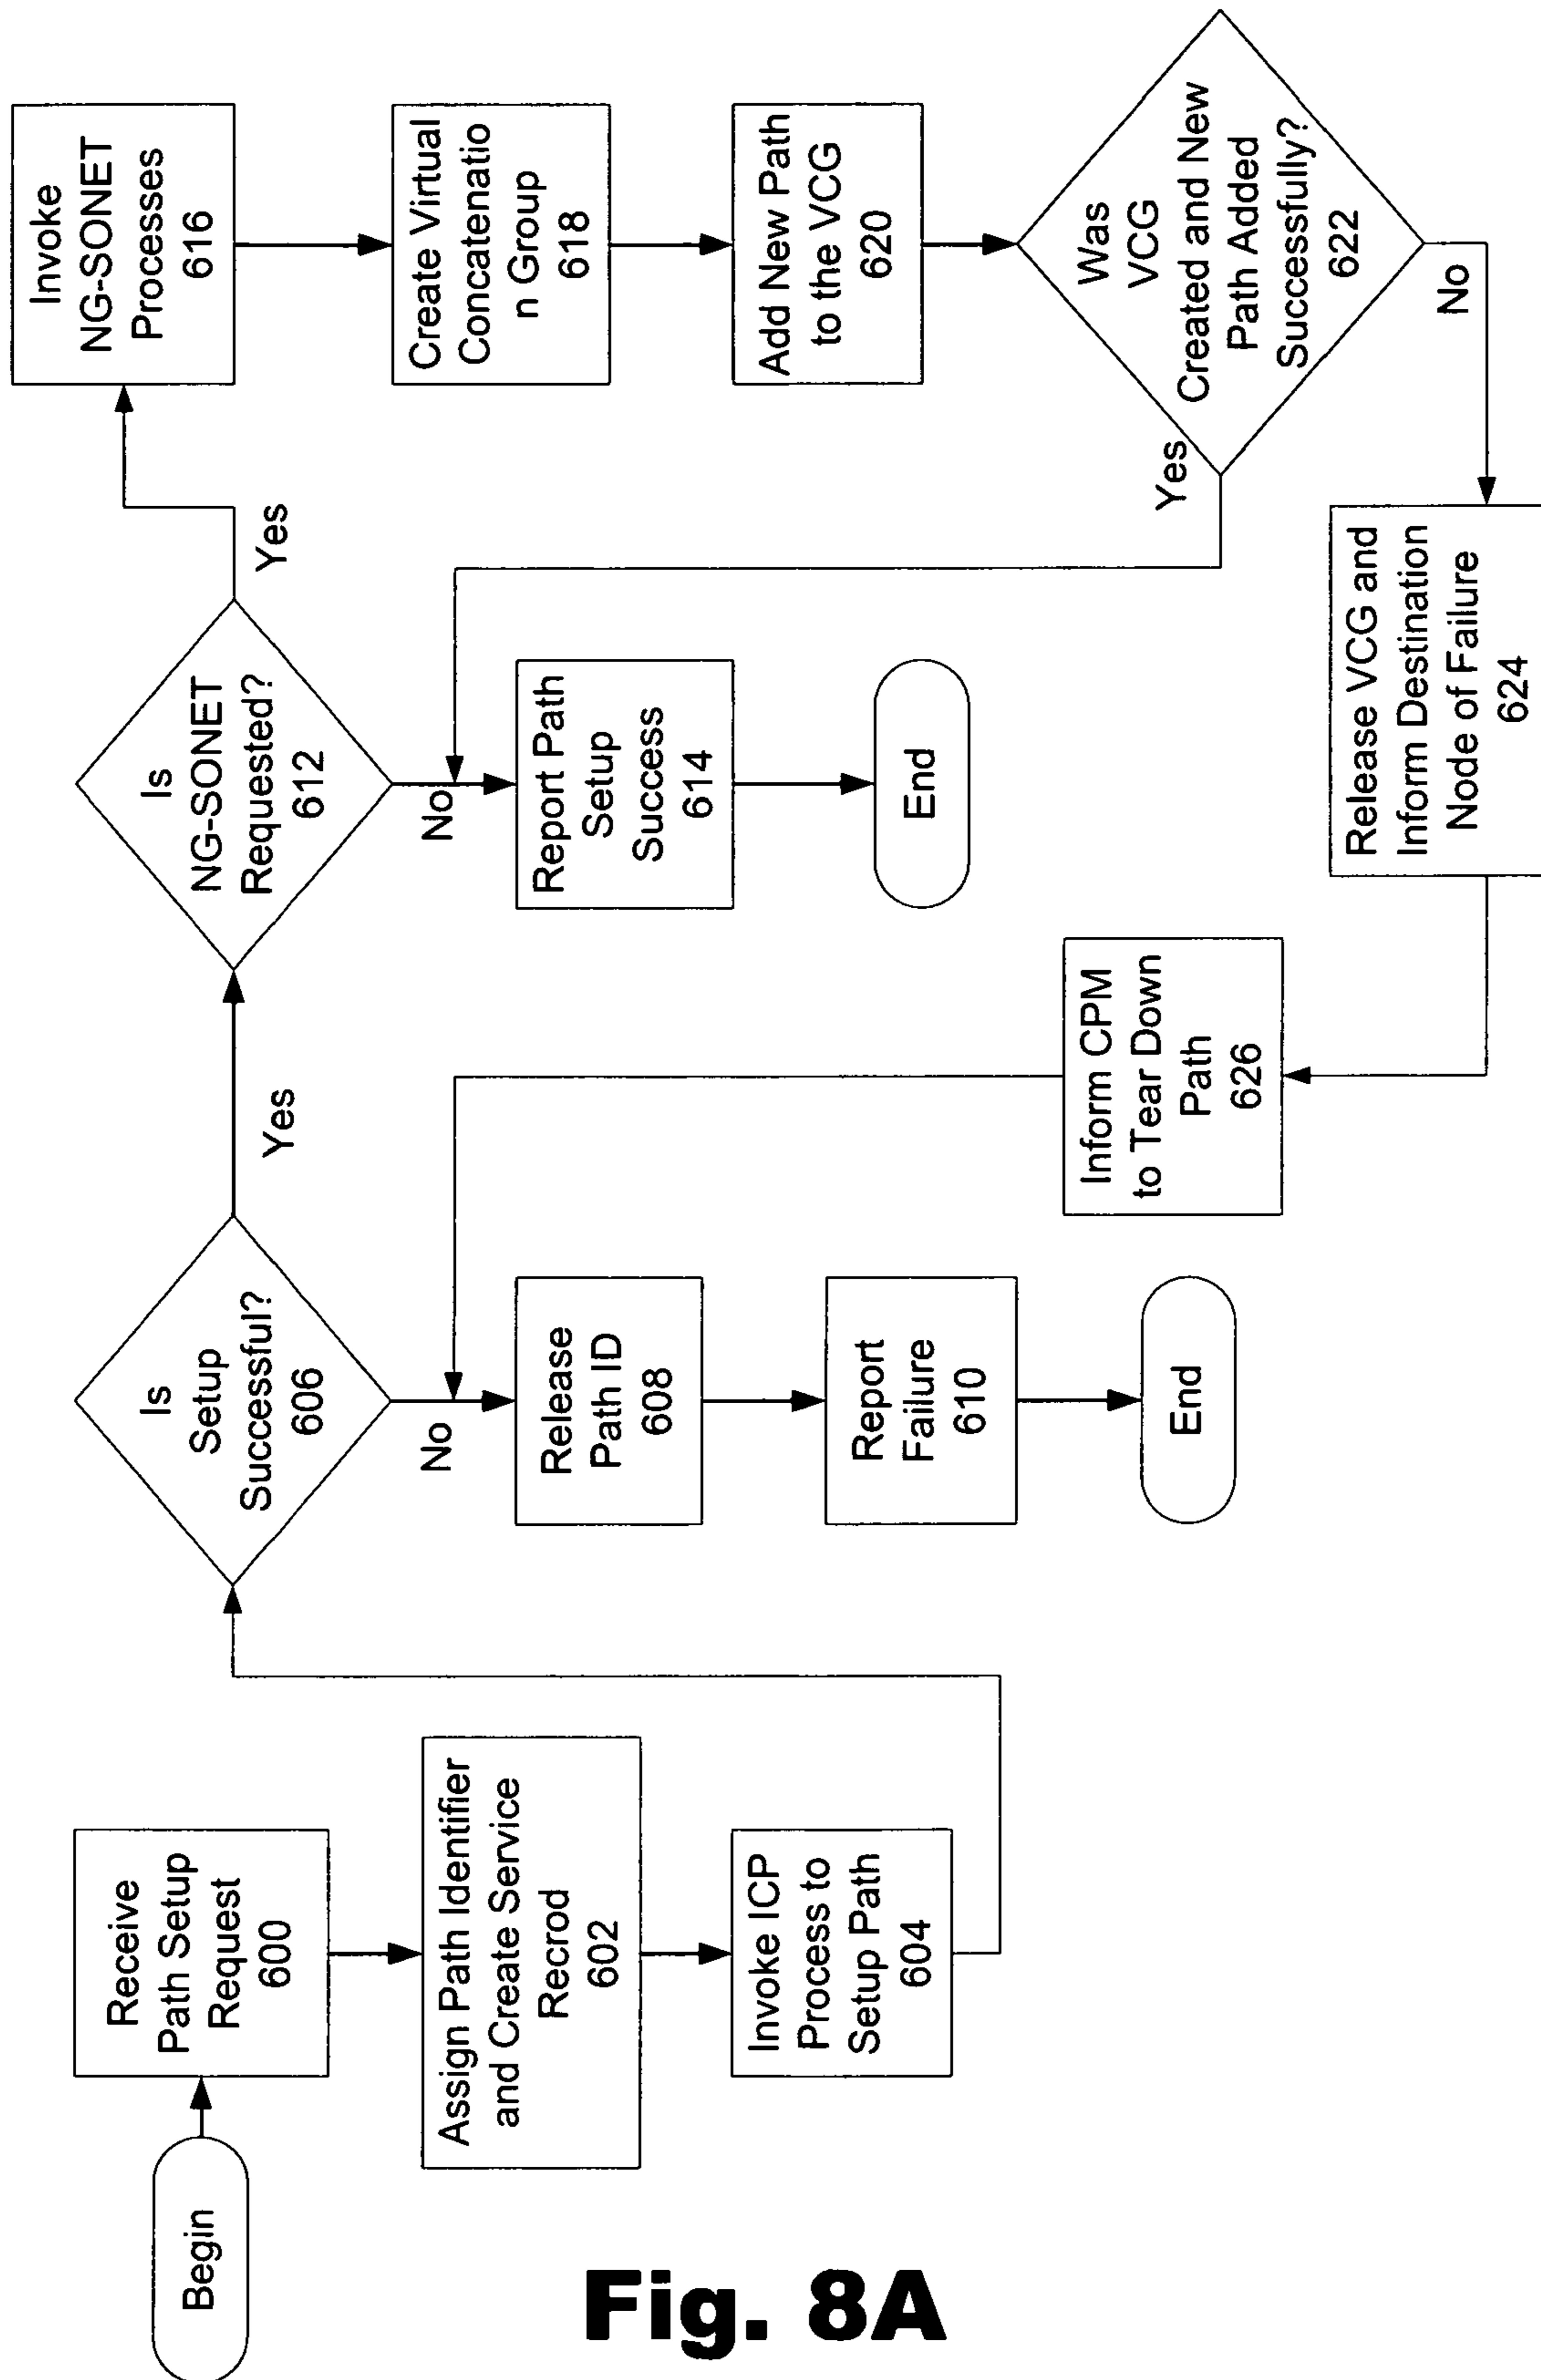 Begin
Receive
Path Setup
Request
600
Assign Path Identifier
and Create Service
Recrod
602
Invoke ICP
Process to
Setup Path
604
Is
Setup
Successful?
606
Yes
No
Release
Path ID
608
Report
Failure
610
End
Is
NG-SONET
Requested?
612
Yes
No
Report Path
Setup
Success
614
End
Invoke
NG-SONET
Processes
616
Create Virtual
Concatenatio
n Group
618
Add New Path
to the VCG
620
Was
VCG
Created and New
Path Added
Successfully?
622
Yes
No
Release VCG and
Inform Destination
Node of Failure
624
Inform CPM
to Tear Down
Path
626
Fig. 8A